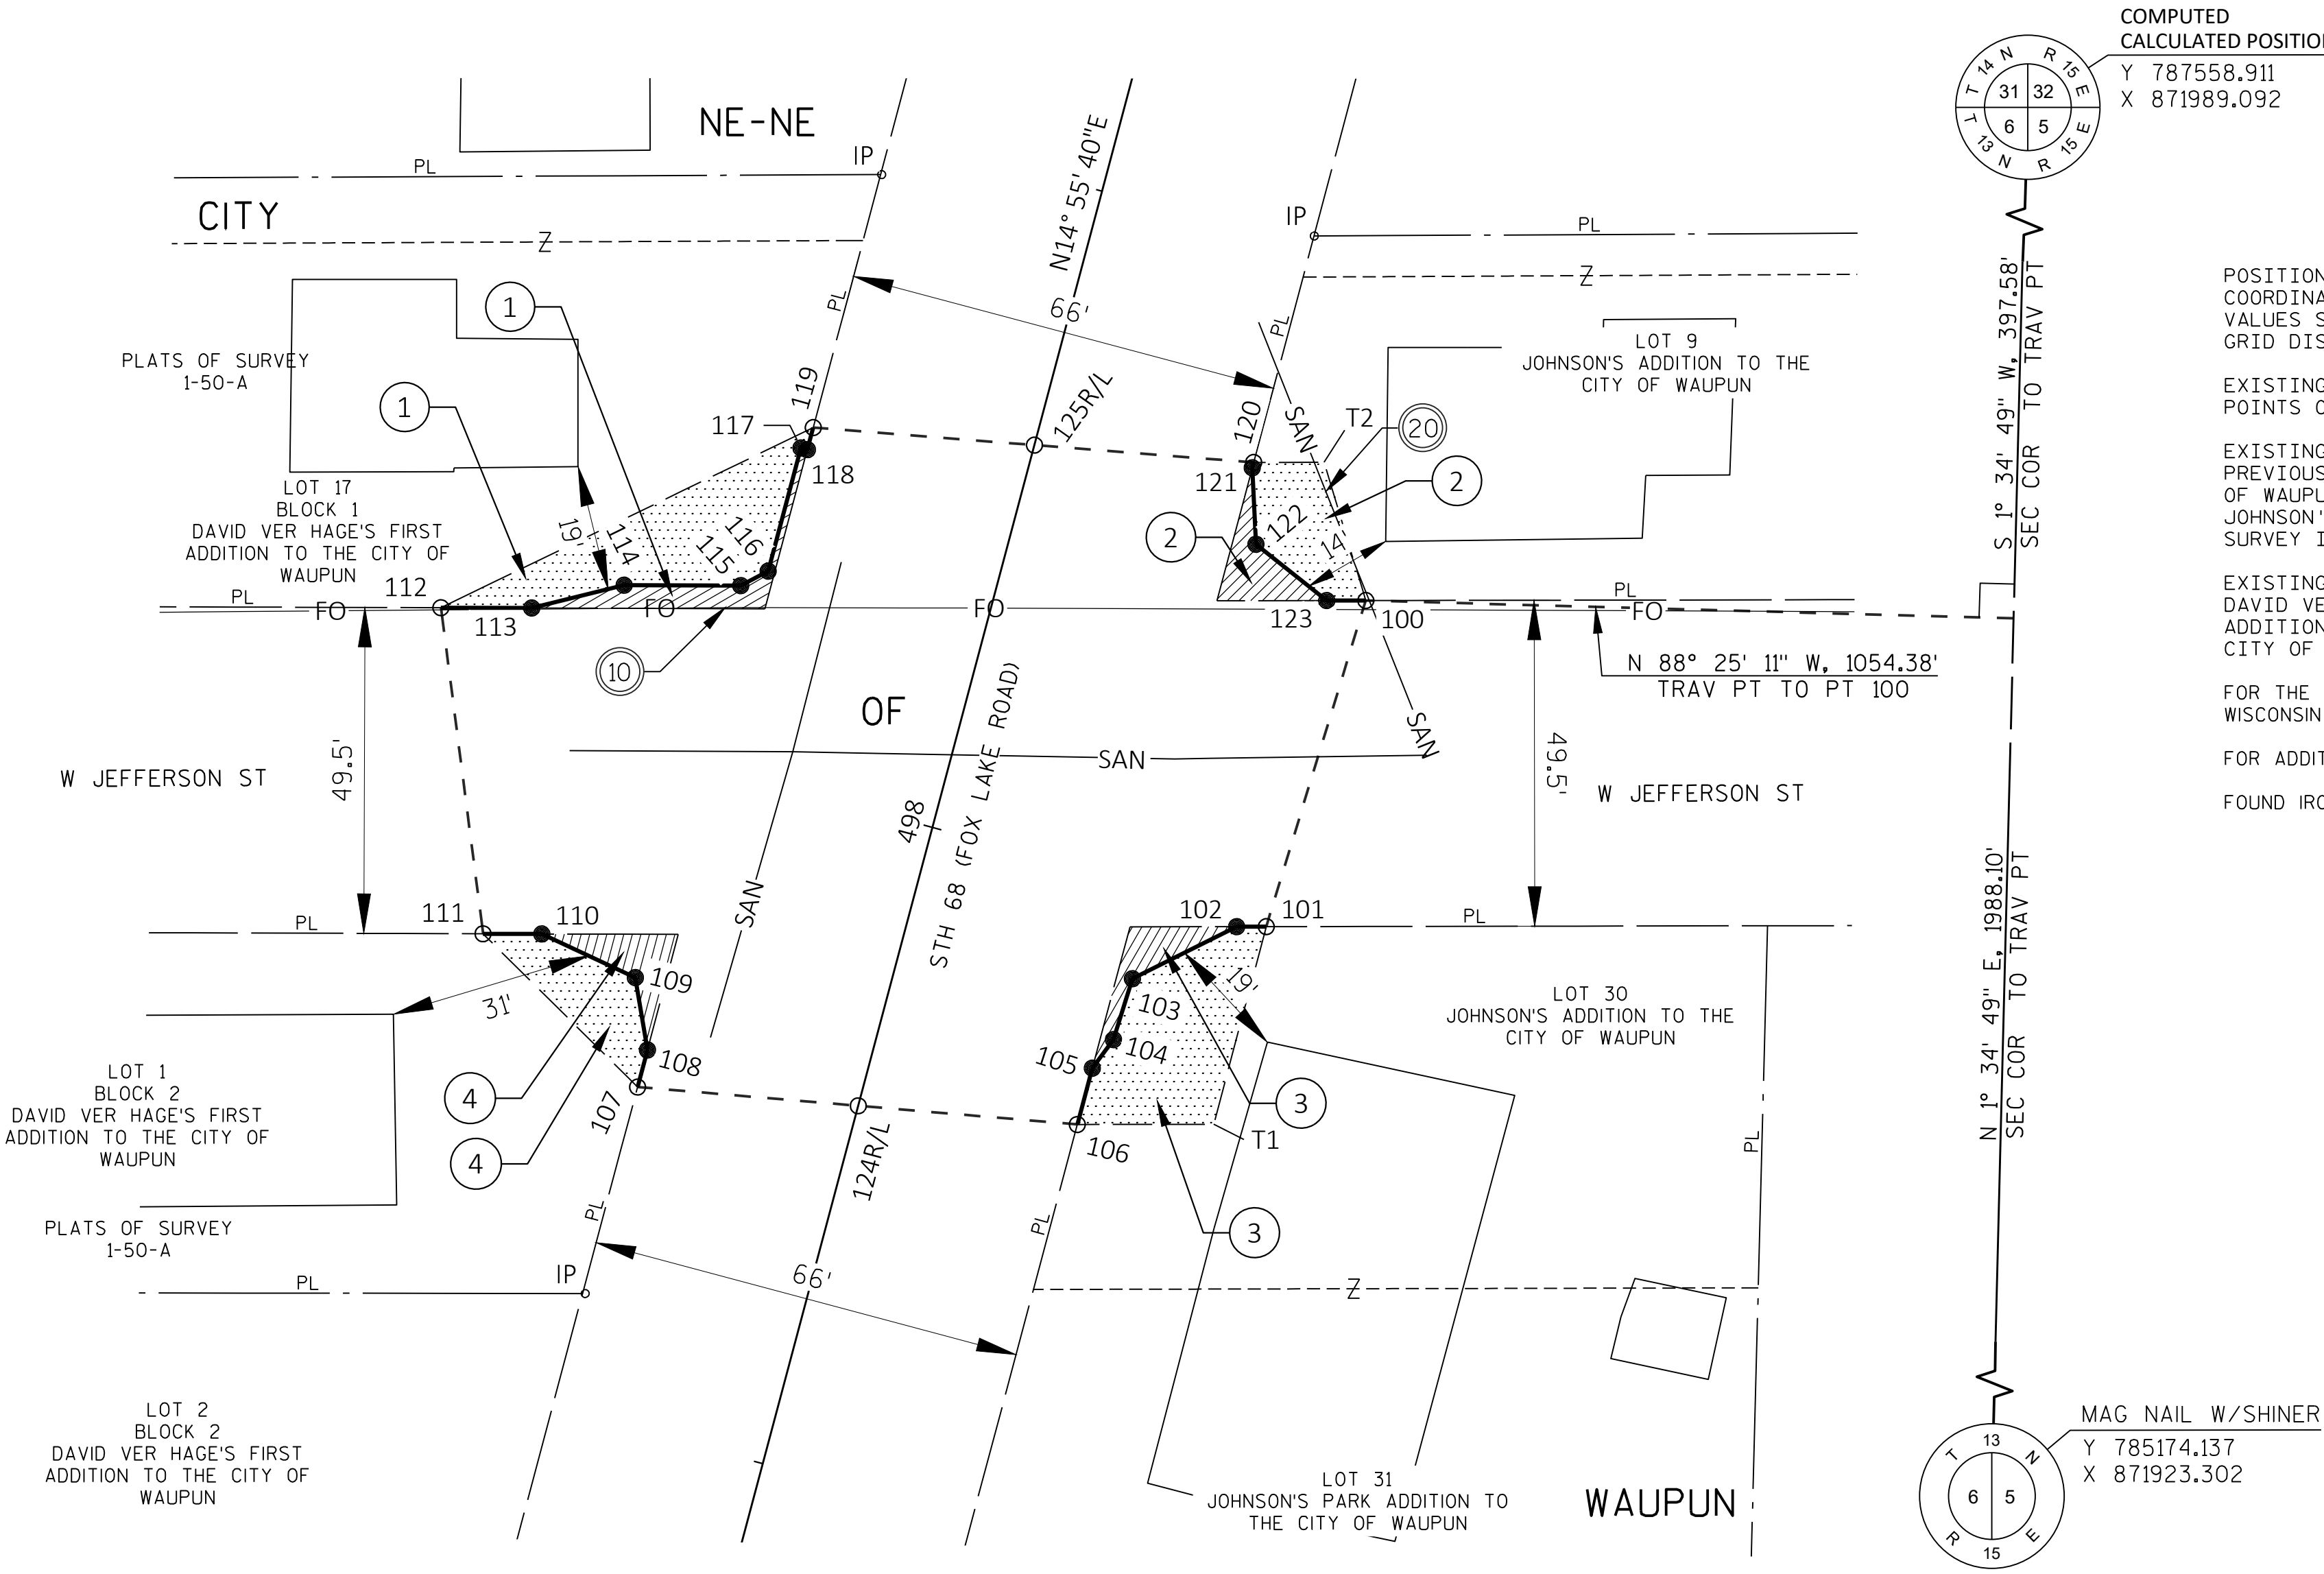 COMPUTED
CALCULATED POSITION
Y 787558.911
X 871989.092
T 14 N R 15 E
31 32
6 5
T 13 N R 15 E
NE-NE
CITY
PL
IP
Z
N14° 55' 40"E
IP
PL
Z
PL
PL
66'
1
1
PLATS OF SURVEY
1-50-A
LOT 17
BLOCK 1
DAVID VER HAGE'S FIRST
ADDITION TO THE CITY OF
WAUPUN
LOT 9
JOHNSON'S ADDITION TO THE
CITY OF WAUPUN
117
119
118
125R/L
120
SAN
T2
20
2
121
122
2
14
19'
114
115
116
112
113
PL
FO
FO
FO
FO
PL
123
100
10
N 88° 25' 11" W, 1054.38'
TRAV PT TO PT 100
S 1° 34' 49" W, 397.58'
SEC COR TO TRAV PT
POSITION
COORDINA
VALUES S
GRID DIS
EXISTING
POINTS O
EXISTING
PREVIOUS
OF WAUPU
JOHNSON'
SURVEY I
EXISTING
DAVID VE
ADDITION
CITY OF
FOR THE
WISCONSIN
FOR ADDIT
FOUND IRO
OF
49.5'
W JEFFERSON ST
SAN
SAN
49.5'
W JEFFERSON ST
SAN
498
STH 68 (FOX LAKE ROAD)
PL
111
110
109
108
107
31'
4
4
102
101
PL
103
104
105
106
19'
T1
3
3
LOT 30
JOHNSON'S ADDITION TO THE
CITY OF WAUPUN
N 1° 34' 49" E, 1988.10'
SEC COR TO TRAV PT
LOT 1
BLOCK 2
DAVID VER HAGE'S FIRST
ADDITION TO THE CITY OF
WAUPUN
124R/L
PL
PLATS OF SURVEY
1-50-A
PL
PL
PL
IP
66'
Z
LOT 2
BLOCK 2
DAVID VER HAGE'S FIRST
ADDITION TO THE CITY OF
WAUPUN
LOT 31
JOHNSON'S PARK ADDITION TO
THE CITY OF WAUPUN
WAUPUN
MAG NAIL W/SHINER
Y 785174.137
X 871923.302
T 13 N
6 5
R 15 E